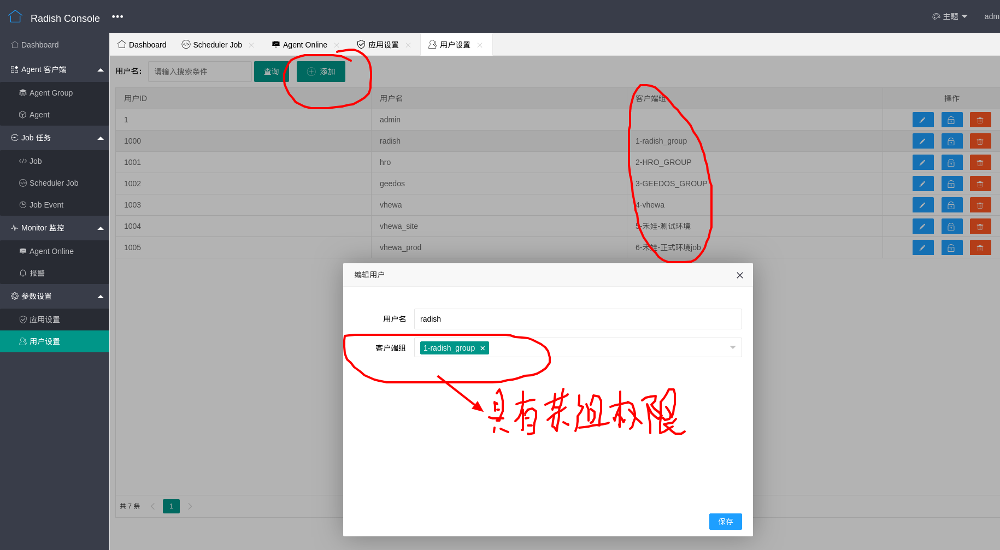 Radish Console •••
主题
adm
Dashboard
Agent 客户端
Agent Group
Agent
Job 任务
Job
Scheduler Job
Job Event
Monitor 监控
Agent Online
报警
参数设置
应用设置
用户设置
Dashboard Scheduler Job Agent Online 应用设置 用户设置
用户名: 请输入搜索条件 查询 添加
用户ID 用户名 客户端组 操作
1 admin
1000 radish 1-radish_group
1001 hro 2-HRO_GROUP
1002 geedos 3-GEEDOS_GROUP
1003 vhewa 4-vhewa
1004 vhewa_site 5-禾娃-测试环境
1005 vhewa_prod 6-禾娃-正式环境job
编辑用户
用户名 radish
客户端组 1-radish_group
具有某组权限
保存
共 7 条 1